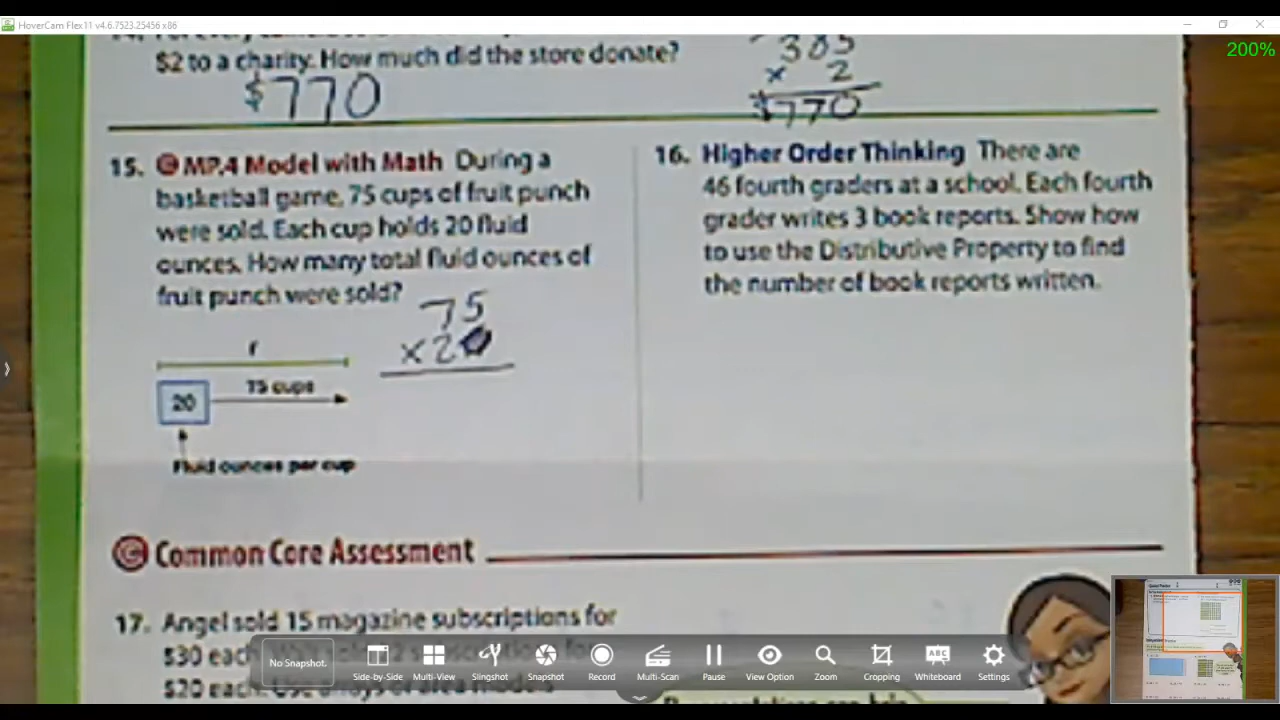 HoverCam Flex11 v4.6.7523.25456 x86
200%
$2 to a charity. How much did the store donate?
$770
385
x 2
$770
15. MP.4 Model with Math During a
basketball game, 75 cups of fruit punch
were sold. Each cup holds 20 fluid
ounces. How many total fluid ounces of
fruit punch were sold?
75
x20
f
75 cups
20
Fluid ounces per cup
16. Higher Order Thinking There are
46 fourth graders at a school. Each fourth
grader writes 3 book reports. Show how
to use the Distributive Property to find
the number of book reports written.
Common Core Assessment
17. Angel sold 15 magazine subscriptions for
$30 each
$20 each.
No Snapshot.
Side-by-Side
Multi-View
Slingshot
Snapshot
Record
Multi-Scan
Pause
View Option
Zoom
Cropping
ABC
Whiteboard
Settings